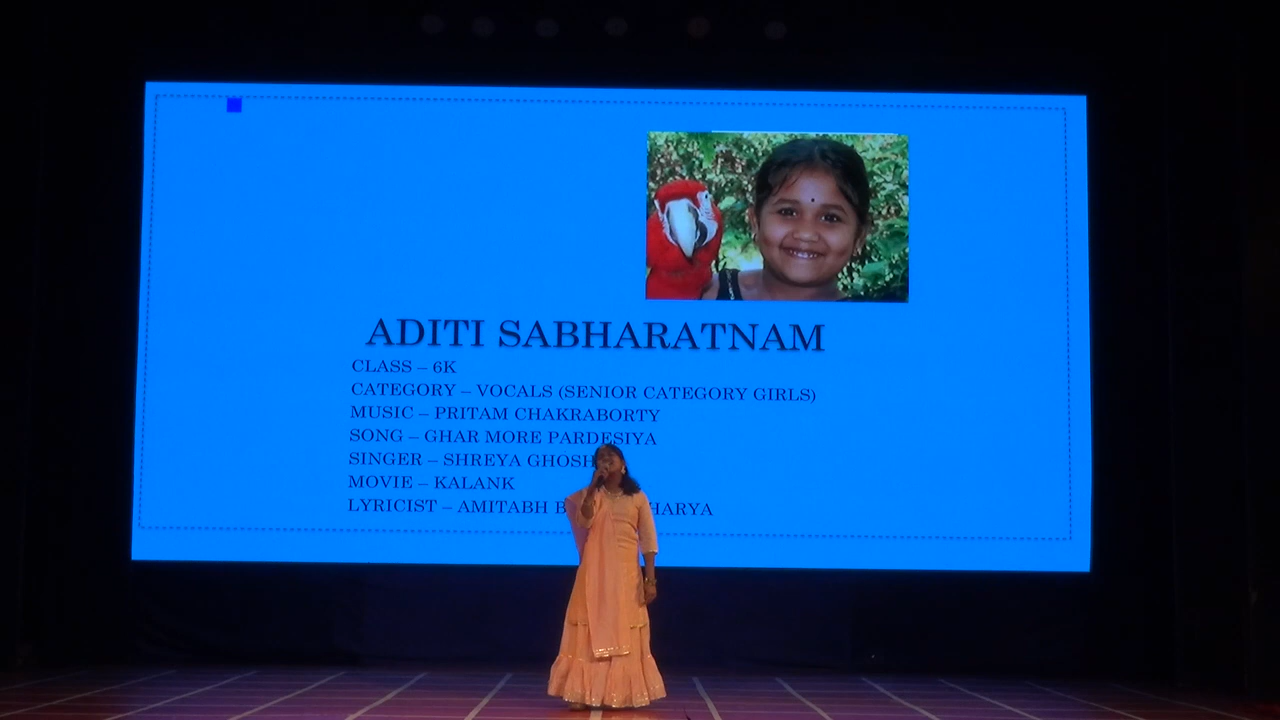 ADITI SABHARATNAM
CLASS – 6K
CATEGORY – VOCALS (SENIOR CATEGORY GIRLS)
MUSIC – PRITAM CHAKRABORTY
SONG – GHAR MORE PARDESIYA
SINGER – SHREYA GHOSH
MOVIE – KALANK
LYRICIST – AMITABH B HARYA